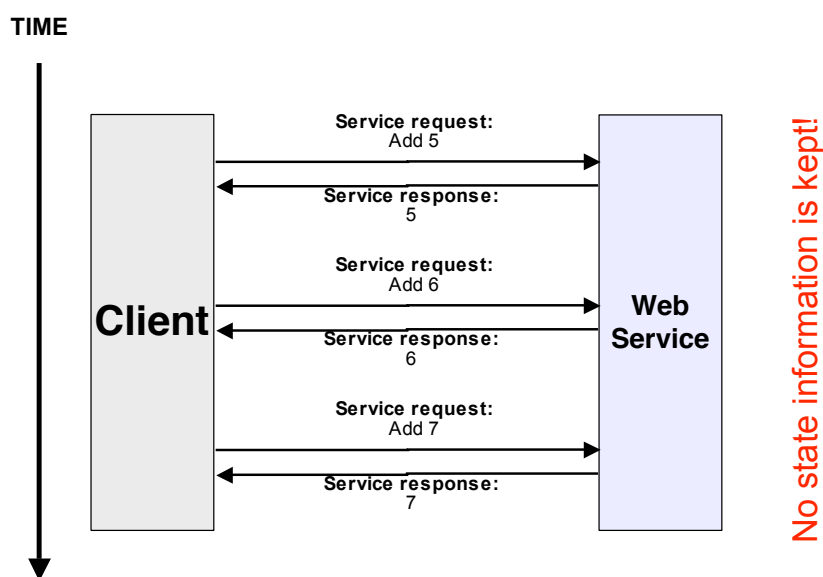 TIME
Service request:
Add 5
Service response:
5
Service request:
Add 6
Client
Web
Service
Service response:
6
Service request:
Add 7
Service response:
7
No state information is kept!